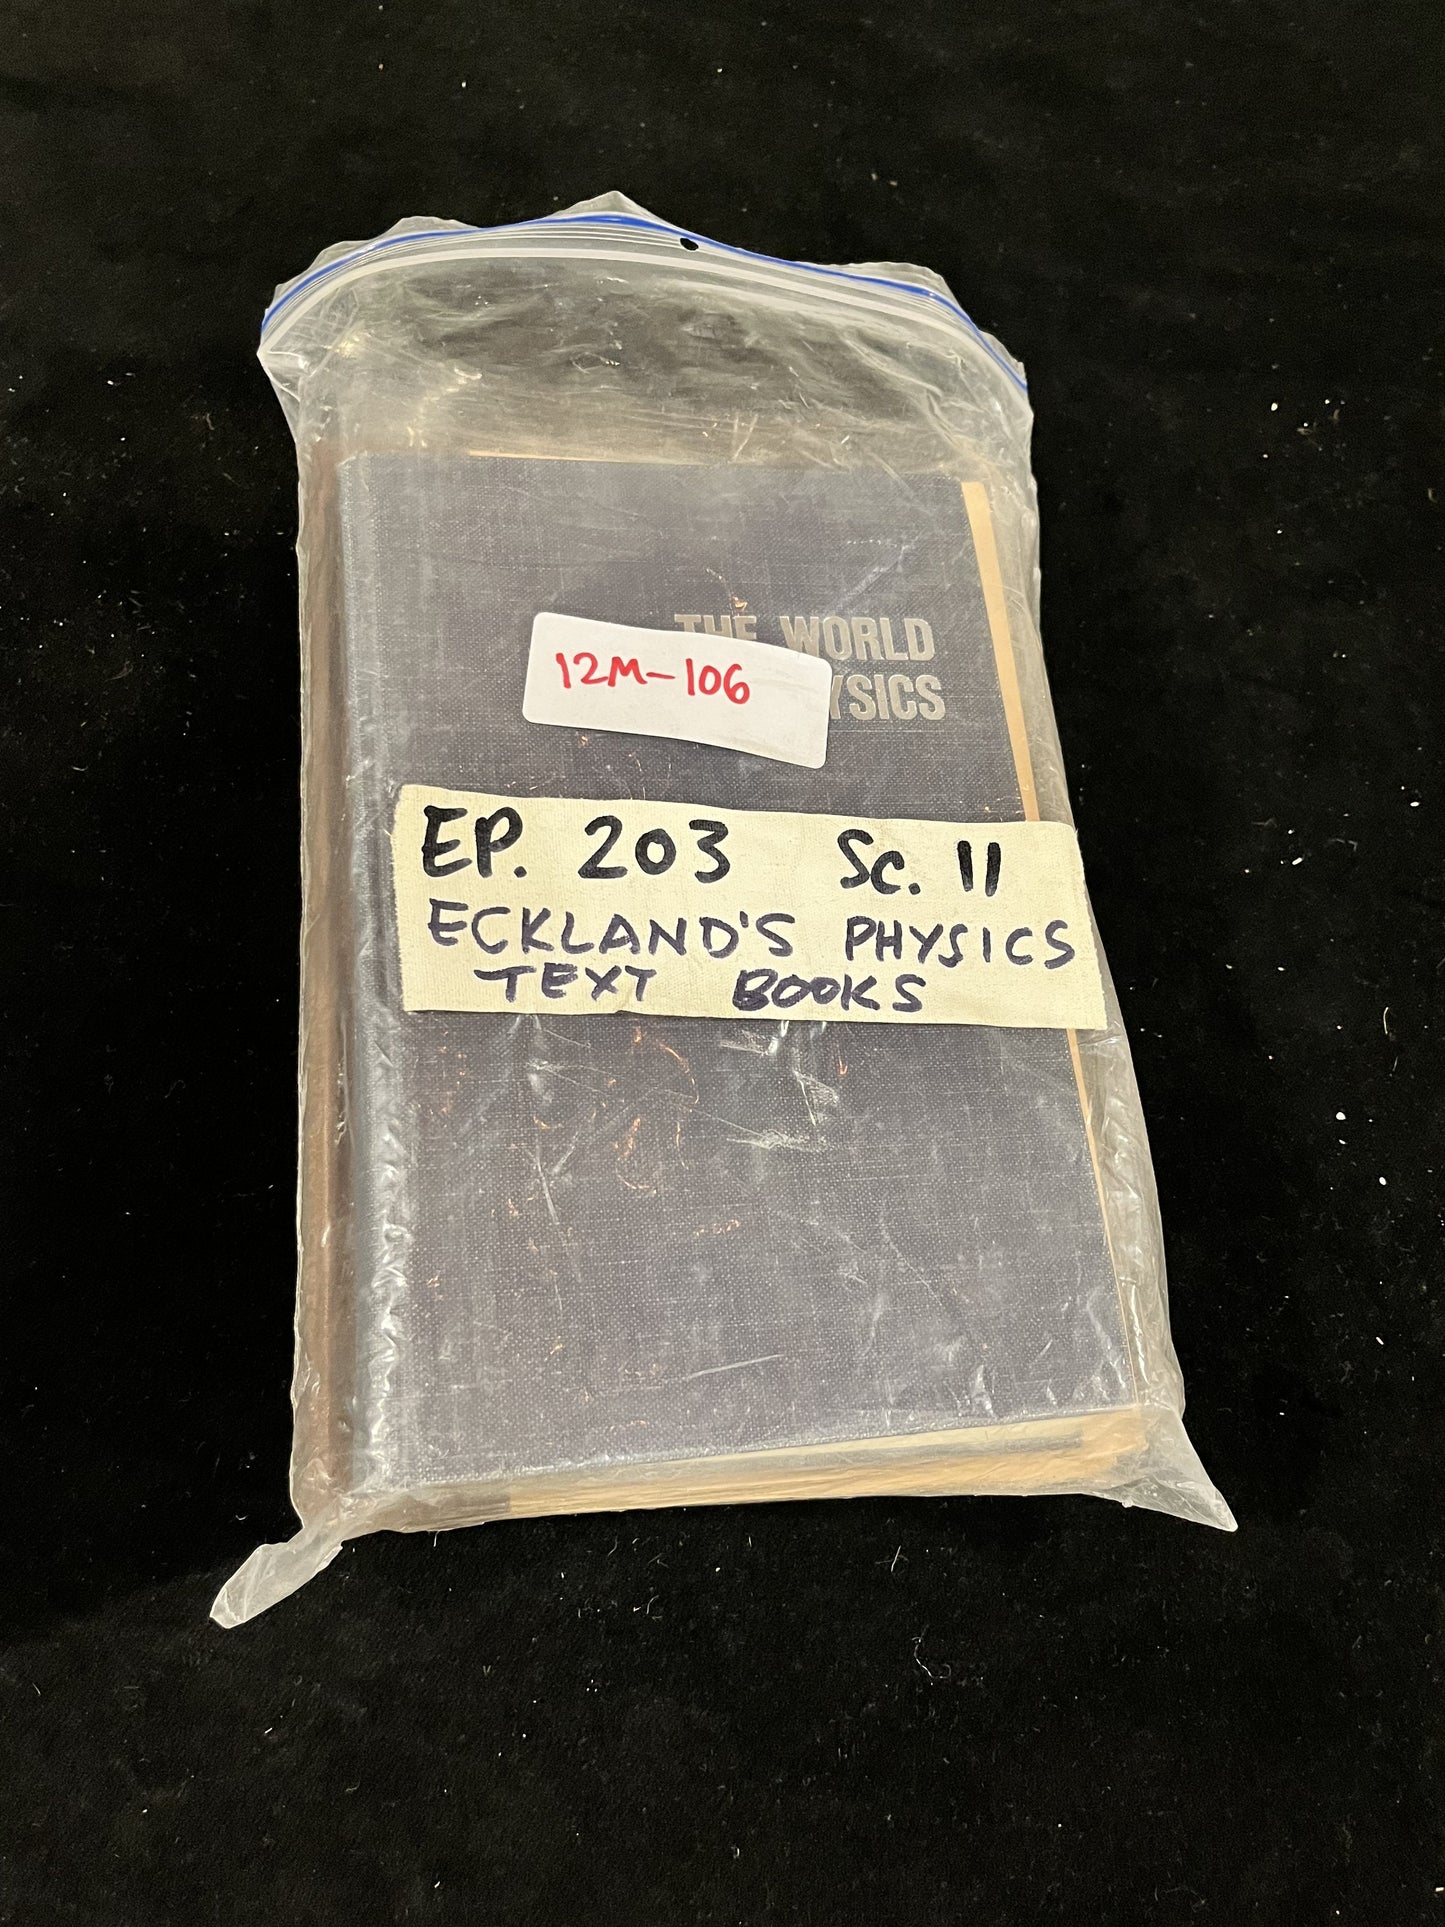 THE WORLD
YSICS
12M-106
EP. 203 Sc. 11
ECKLAND'S PHYSICS
TEXT BOOKS